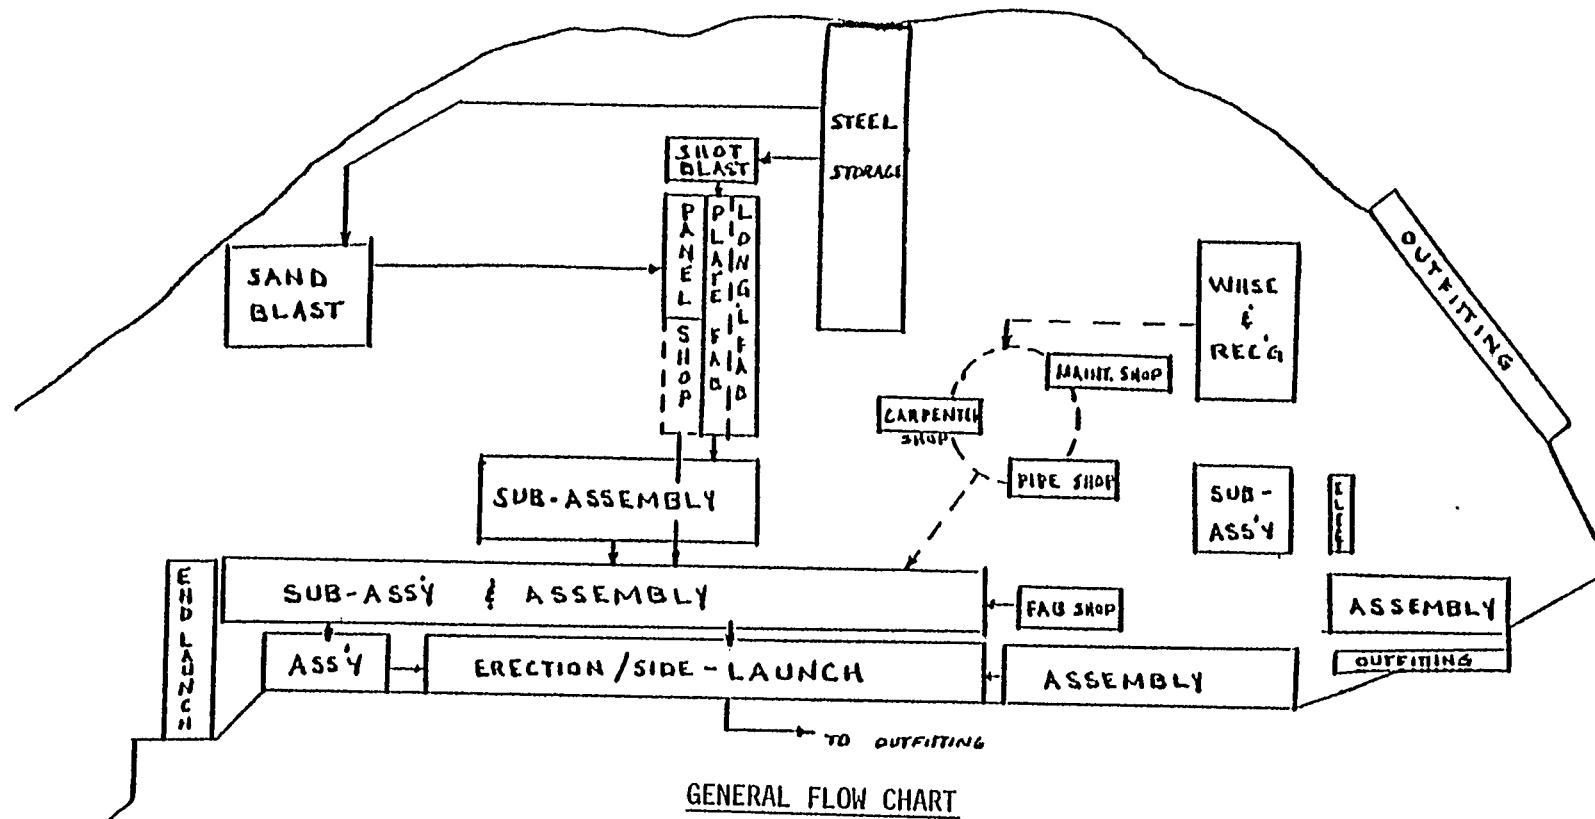 STEEL
STORAGE
SHOT
BLAST
PANEL SHOP
PLATE FAB
LONG'L FAB
SAND
BLAST
WHSE
&
REC'G
OUTFITTING
MAINT. SHOP
CARPENTER
SHOP
PIPE SHOP
SUB-ASSEMBLY
SUB-
ASS'Y
ELECT
END LAUNCH
SUB-ASS'Y & ASSEMBLY
FAB SHOP
ASSEMBLY
ASS'Y
ERECTION/SIDE-LAUNCH
ASSEMBLY
OUTFITTING
TO OUTFITTING
GENERAL FLOW CHART